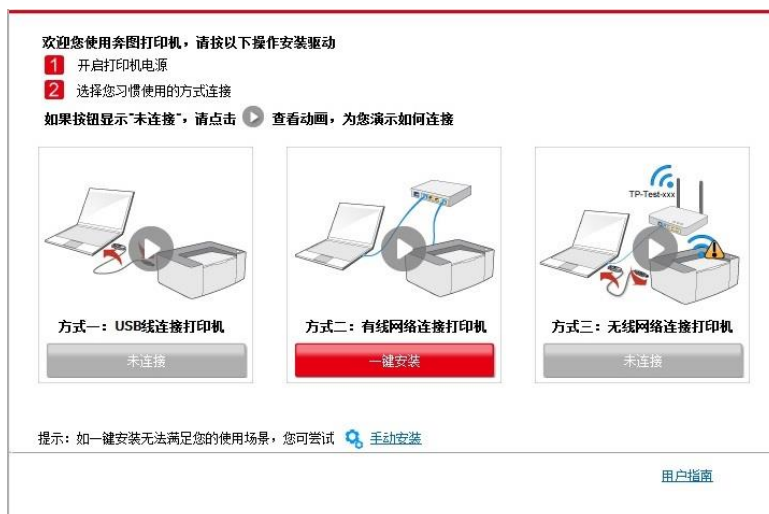 欢迎您使用奔图打印机，请按以下操作安装驱动
1 开启打印机电源
2 选择您习惯使用的方式连接
如果按钮显示"未连接"，请点击 查看动画，为您演示如何连接
TP-Test-xxx
方式一：USB线连接打印机
方式二：有线网络连接打印机
方式三：无线网络连接打印机
未连接
一键安装
未连接
提示：如一键安装无法满足您的使用场景，您可尝试 手动安装
用户指南